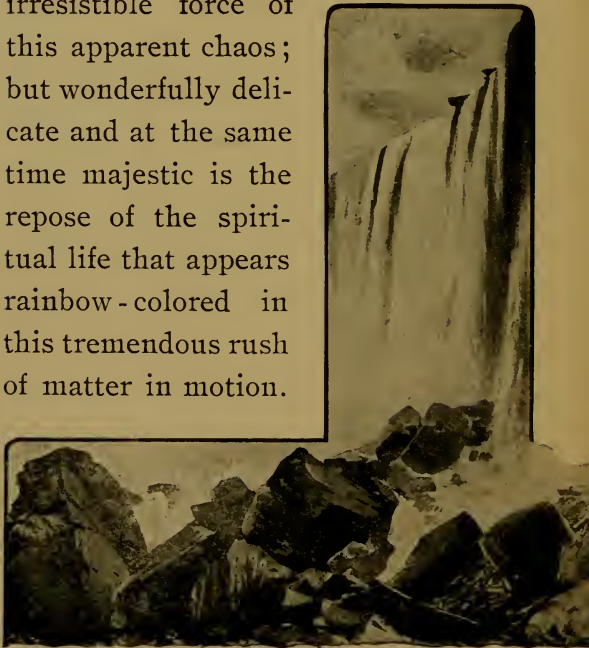 irresistible force of
this apparent chaos;
but wonderfully deli-
cate and at the same
time majestic is the
repose of the spiri-
tual life that appears
rainbow-colored in
this tremendous rush
of matter in motion.